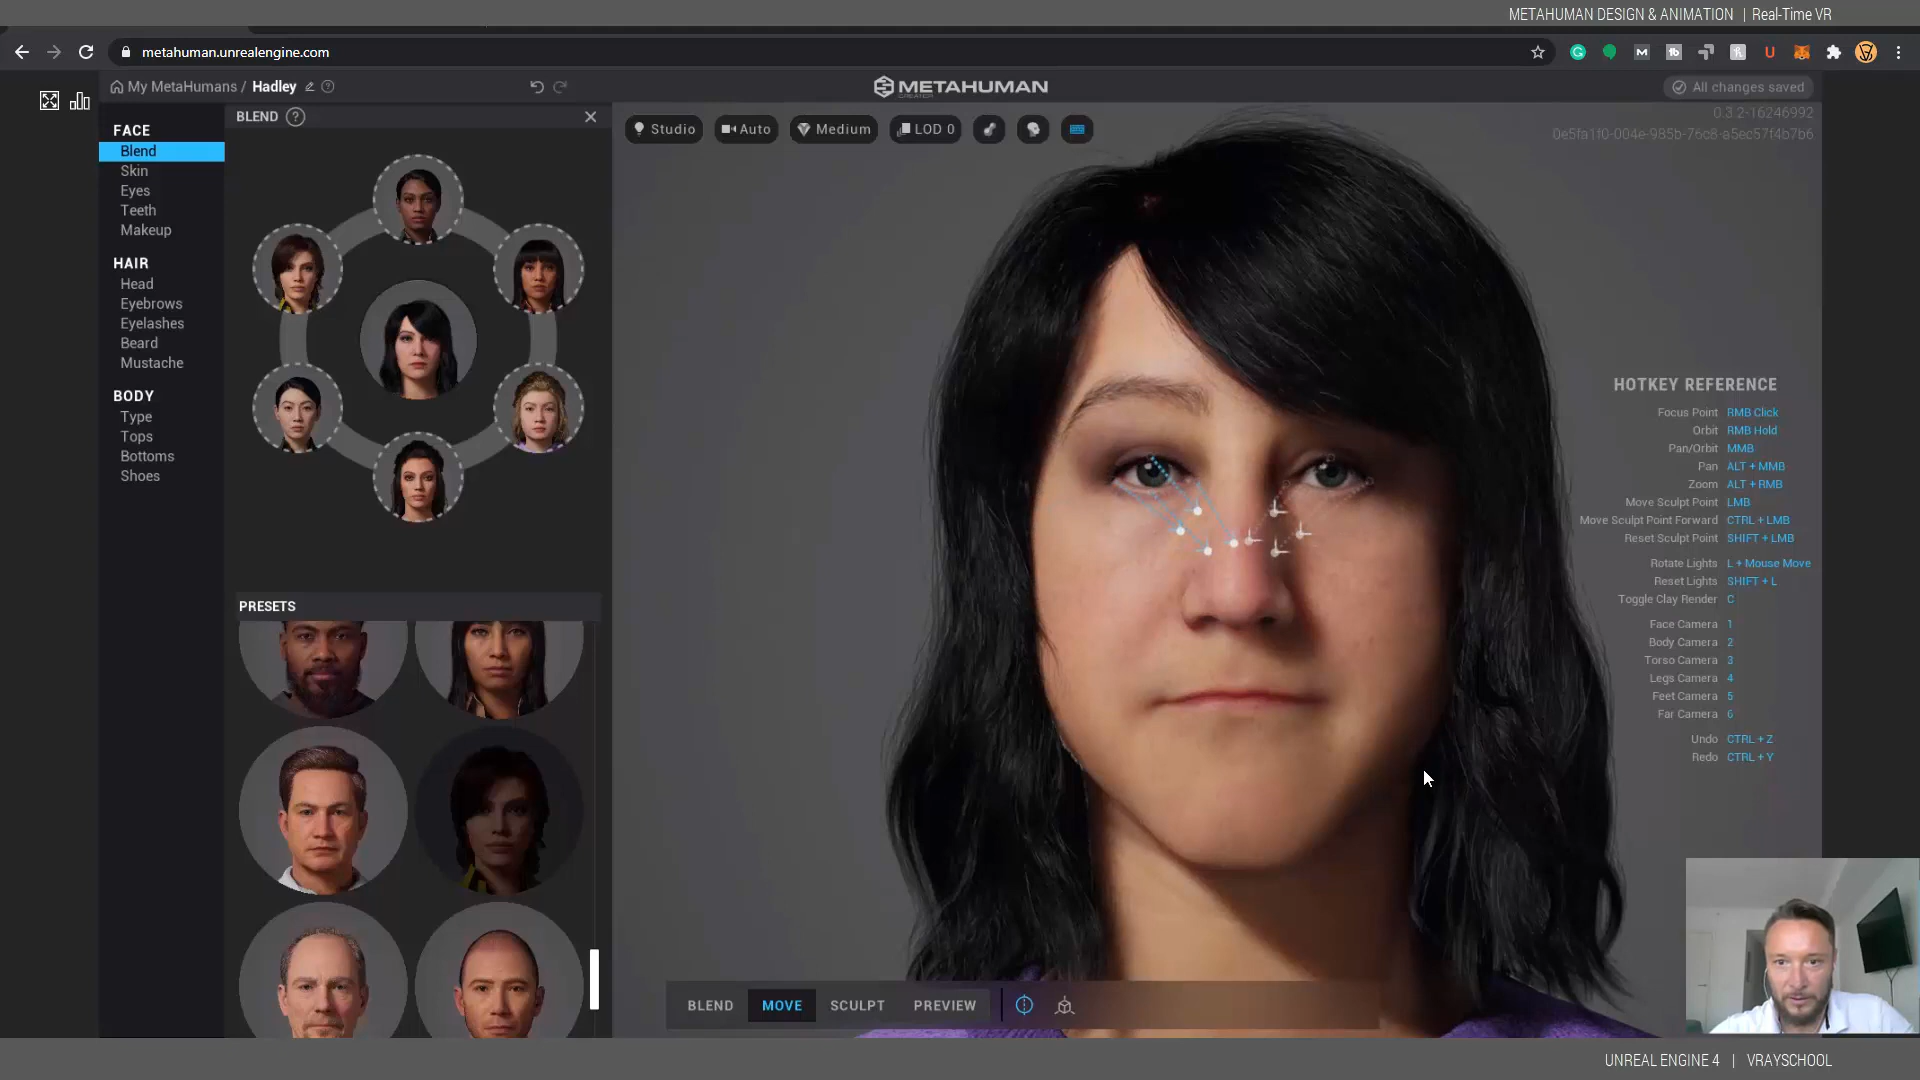 METAHUMAN DESIGN & ANIMATION | Real-Time VR
metahuman.unrealengine.com
My MetaHumans / Hadley
METAHUMAN
CREATOR
All changes saved
BLEND
Studio
Auto
Medium
LOD 0
0.3.2-16246992
0e5fa1f0-004e-985b-76c8-a5ec57f4b7b6
FACE
Blend
Skin
Eyes
Teeth
Makeup
HAIR
Head
Eyebrows
Eyelashes
Beard
Mustache
BODY
Type
Tops
Bottoms
Shoes
PRESETS
HOTKEY REFERENCE
Focus Point RMB Click
Orbit RMB Hold
Pan/Orbit MMB
Pan ALT + MMB
Zoom ALT + RMB
Move Sculpt Point LMB
Move Sculpt Point Forward CTRL + LMB
Reset Sculpt Point SHIFT + LMB
Rotate Lights L + Mouse Move
Reset Lights SHIFT + L
Toggle Clay Render C
Face Camera 1
Body Camera 2
Torso Camera 3
Legs Camera 4
Feet Camera 5
Far Camera 6
Undo CTRL + Z
Redo CTRL + Y
BLEND MOVE SCULPT PREVIEW
UNREAL ENGINE 4 | VRAYSCHOOL